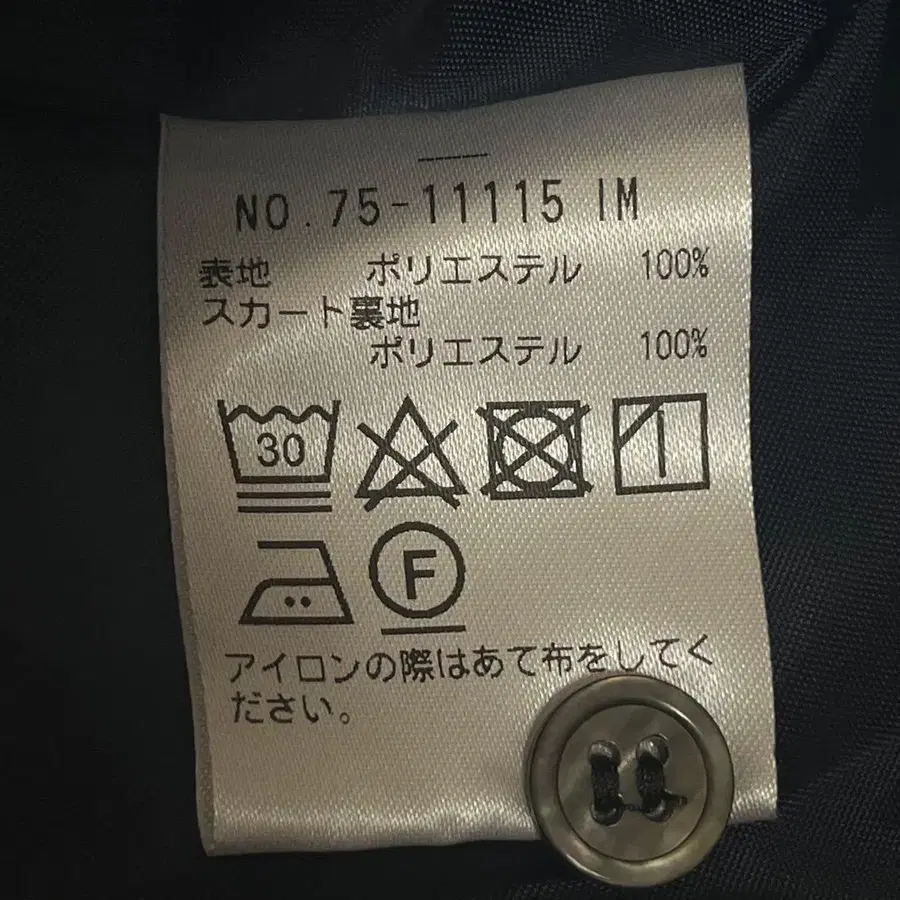 NO.75-11115 IM
表地 ポリエステル 100%
スカート裏地
ポリエステル 100%
30
F
アイロンの際はあて布をしてく
ださい。